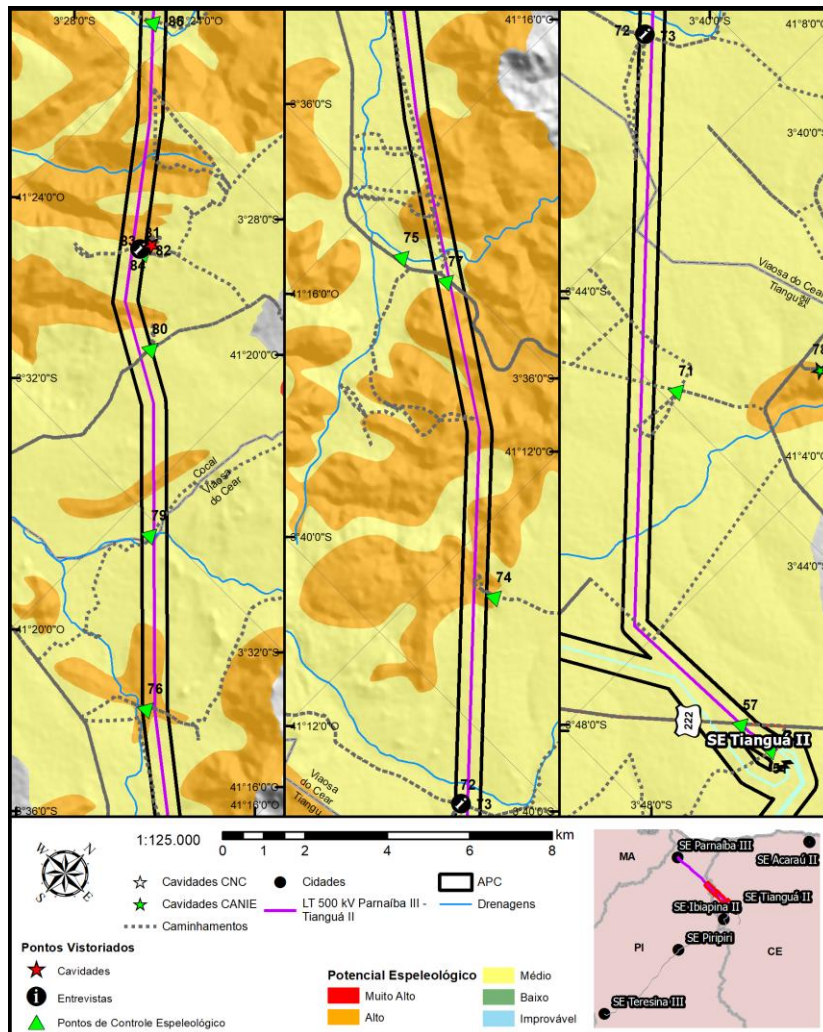 3°28'0"S
86
41°24'0"O
41°24'0"O
3°28'0"S
81
83
82
84
41°20'0"O
80
3°32'0"S
Cocal
Viaosa
do Cear
79
41°20'0"O
3°32'0"S
76
41°16'0"O
41°16'0"O
3°36'0"S
41°16'0"O
3°36'0"S
75
77
41°16'0"O
3°36'0"S
41°12'0"O
3°40'0"S
74
41°12'0"O
Viaosa
do Cear
Tiangu
72
73
3°40'0"S
72
73
3°40'0"S
41°8'0"O
3°40'0"S
Viaosa do Cear
Tiangu
3°44'0"S
78
71
41°4'0"O
3°44'0"S
57
3°48'0"S
222
SE Tianguá II
3°48'0"S
1:125.000
0 1 2 4 6 8
km
N
E
S
W
Cavidades CNC
Cidades
APC
Cavidades CANIE
LT 500 kV Parnaíba III -
Tianguá II
Drenagens
Caminhamentos
Pontos Vistoriados
Cavidades
Entrevistas
Pontos de Controle Espeleológico
Potencial Espeleológico
Muito Alto
Alto
Médio
Baixo
Improvável
MA
SE Parnaíba III
SE Acaraú II
SE Tianguá II
SE Ibiapina II
PI
SE Piripiri
CE
SE Teresina III